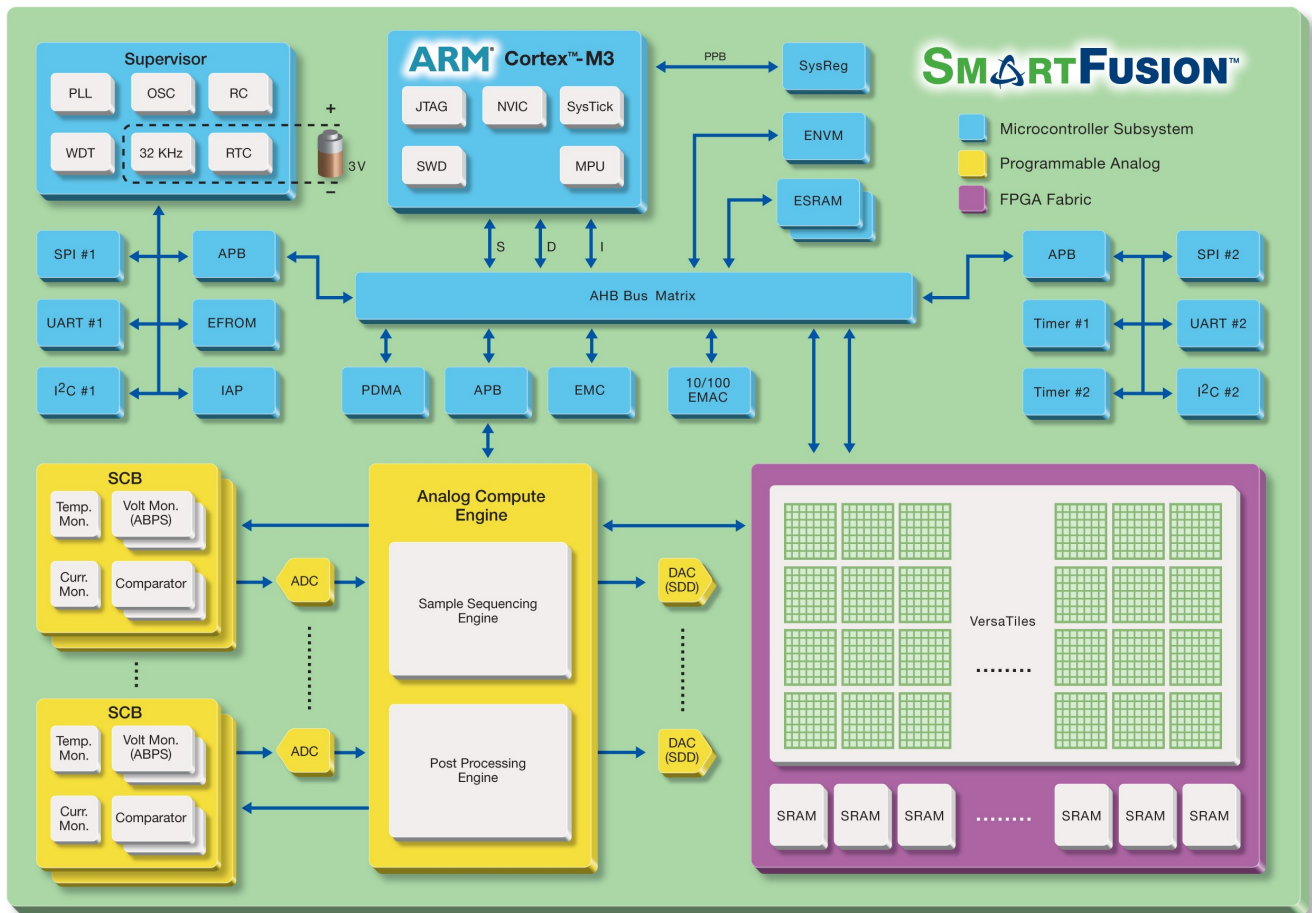 Supervisor
PLL
OSC
RC
WDT
32 KHz
RTC
+
3V
–
ARM® Cortex™-M3
JTAG
NVIC
SysTick
SWD
MPU
PPB
SysReg
ENVM
ESRAM
SMARTFUSION™
Microcontroller Subsystem
Programmable Analog
FPGA Fabric
S
D
I
SPI #1
APB
UART #1
EFROM
I²C #1
IAP
AHB Bus Matrix
PDMA
APB
EMC
10/100
EMAC
APB
SPI #2
Timer #1
UART #2
Timer #2
I²C #2
SCB
Temp.
Mon.
Volt Mon.
(ABPS)
Curr.
Mon.
Comparator
ADC
SCB
Temp.
Mon.
Volt Mon.
(ABPS)
Curr.
Mon.
Comparator
ADC
Analog Compute
Engine
Sample Sequencing
Engine
Post Processing
Engine
DAC
(SDD)
DAC
(SDD)
VersaTiles
........
SRAM
SRAM
SRAM
........
SRAM
SRAM
SRAM